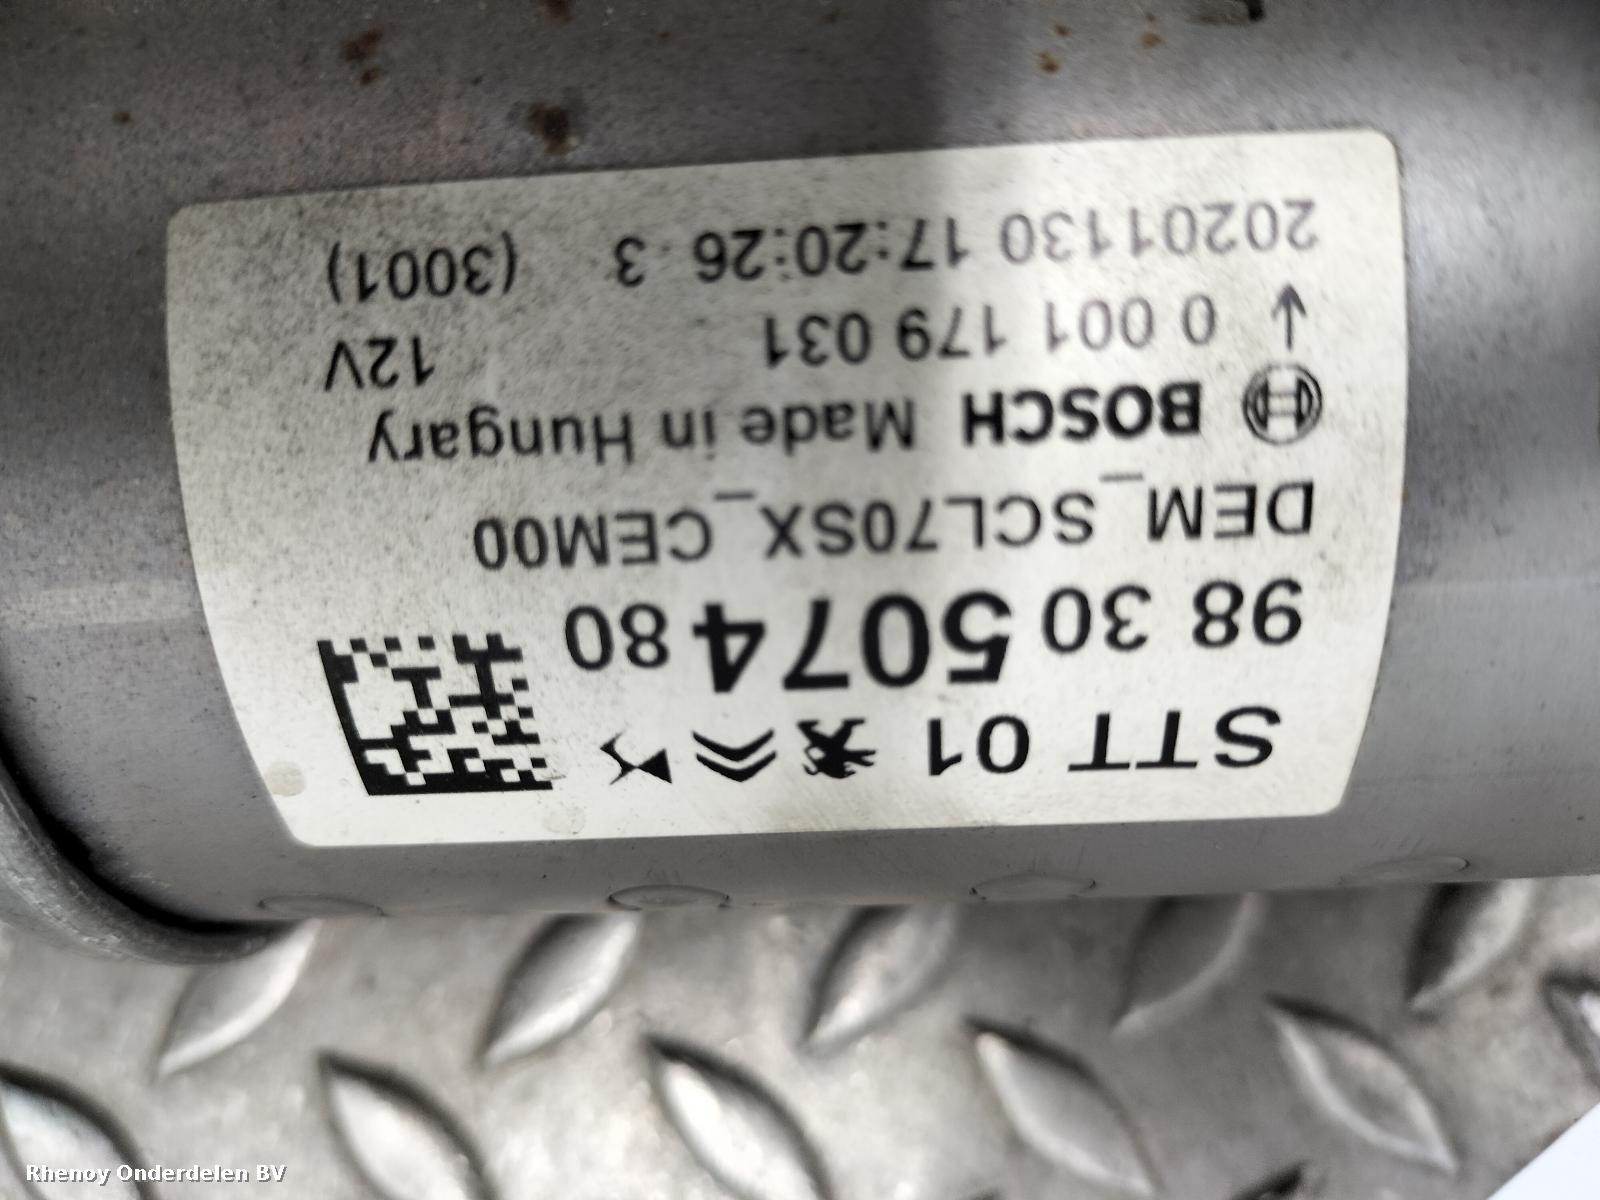 STT 01
98 30 5074 80
DEM_SCL70SX_CEM00
BOSCH Made in Hungary
→ 0 001 179 031 12V
20201130 17:20:26 3 (3001)
Rhenoy Onderdelen BV